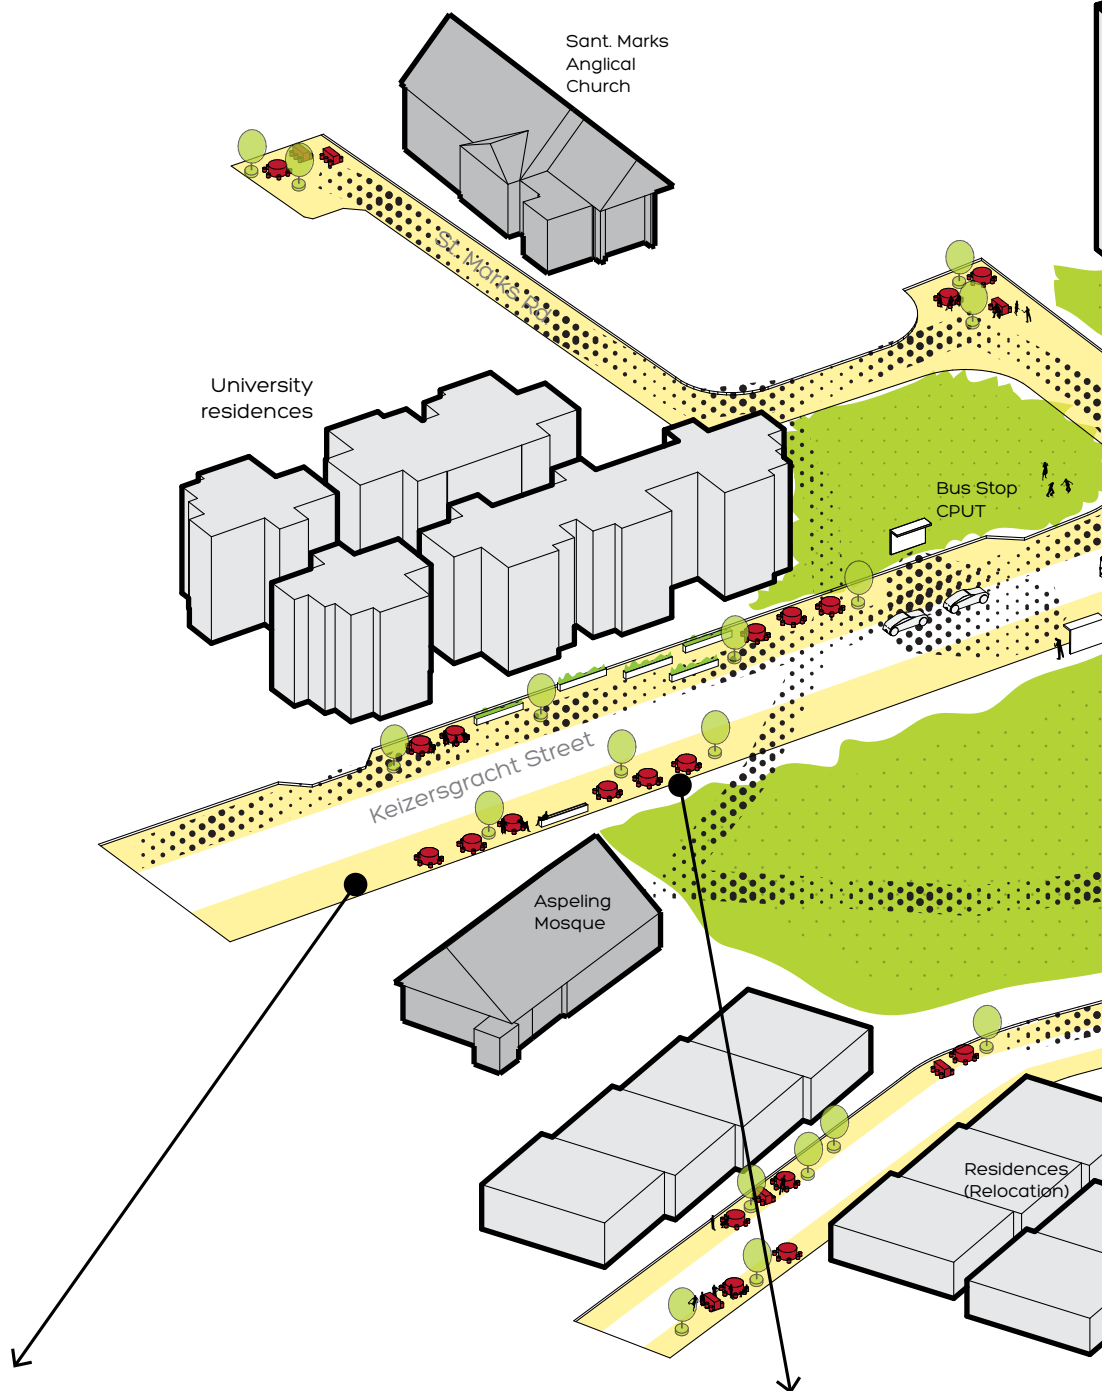 Sant. Marks
Anglical
Church
St. Marks Rd
University
residences
Bus Stop
CPUT
Keizersgracht Street
Aspeling
Mosque
Residences
(Relocation)